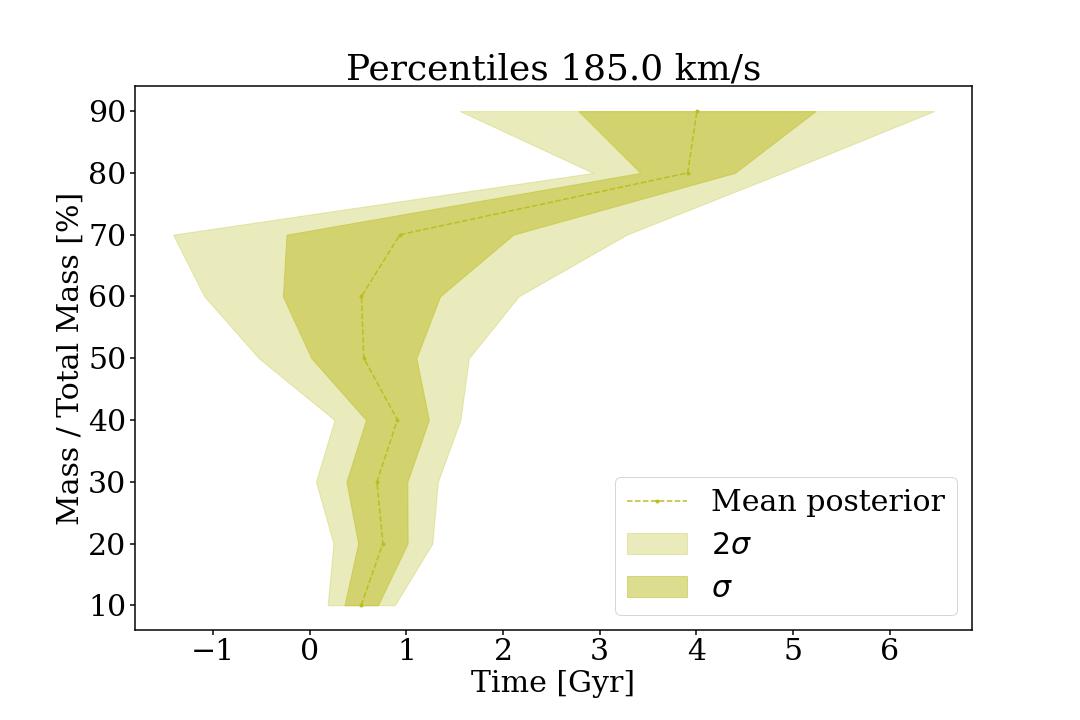 Percentiles 185.0 km/s
90
80
70
60
50
40
30
20
10
Mass / Total Mass [%]
Mean posterior
2σ
σ
−1 0 1 2 3 4 5 6
Time [Gyr]